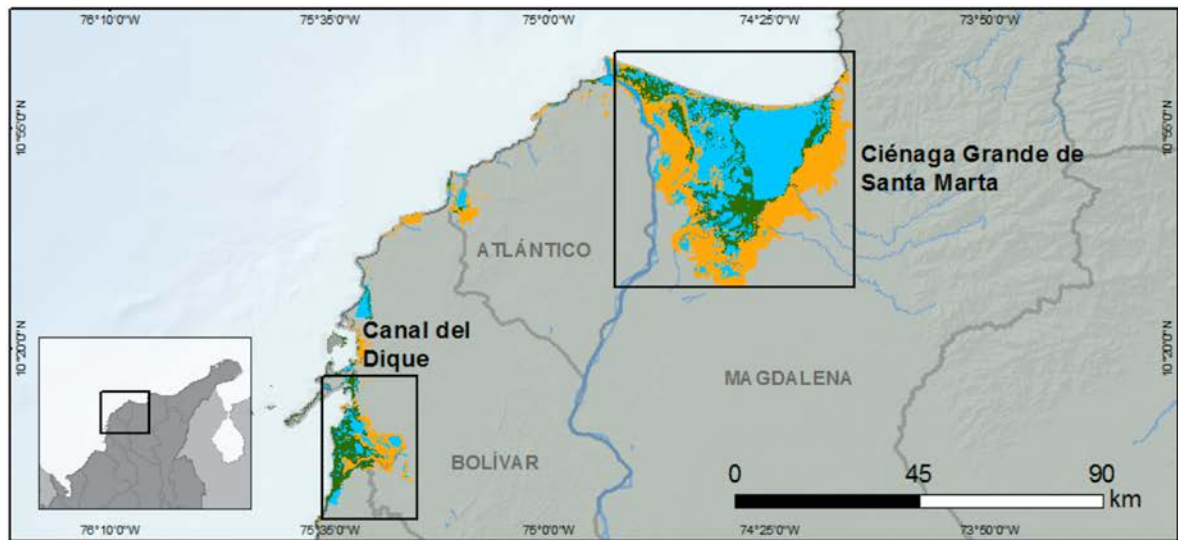 76°10'0"W 75°35'0"W 75°0'0"W 74°25'0"W 73°50'0"W
10°55'0"N 10°55'0"N
Ciénaga Grande de
Santa Marta
ATLÁNTICO
Canal del
Dique
10°20'0"N 10°20'0"N
MAGDALENA
BOLÍVAR
0 45 90
km
76°10'0"W 75°35'0"W 75°0'0"W 74°25'0"W 73°50'0"W